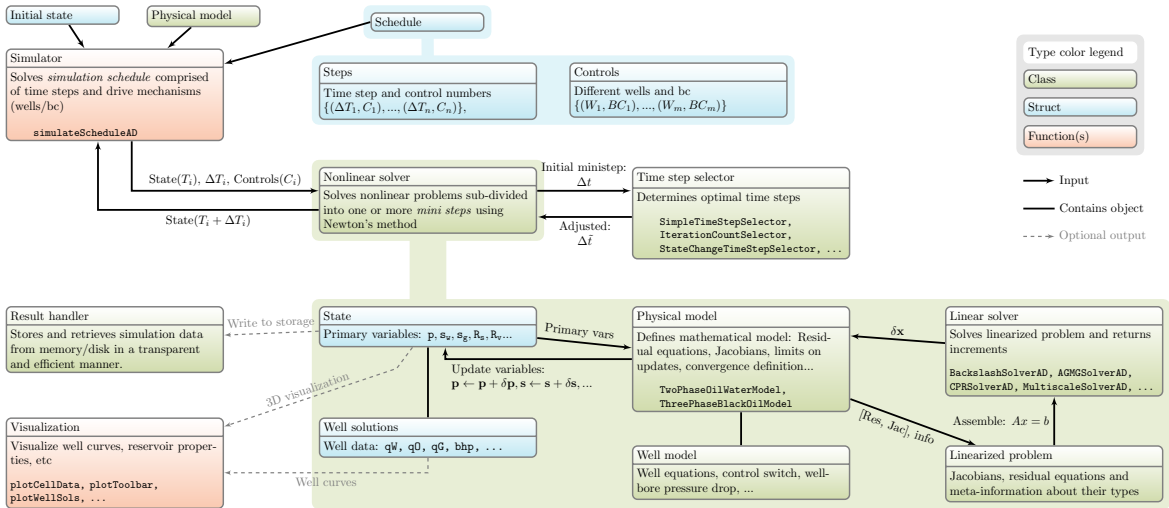 Initial state
Physical model
Schedule
Simulator
Solves simulation schedule comprised
of time steps and drive mechanisms
(wells/bc)
simulateScheduleAD
Steps
Time step and control numbers
{(ΔT₁, C₁), ..., (ΔTₙ, Cₙ)},
Controls
Different wells and bc
{(W₁, BC₁), ..., (Wₘ, BCₘ)}
Type color legend
Class
Struct
Function(s)
Input
Contains object
Optional output
State(Tᵢ), ΔTᵢ, Controls(Cᵢ)
State(Tᵢ + ΔTᵢ)
Nonlinear solver
Solves nonlinear problems sub-divided
into one or more mini steps using
Newton's method
Initial ministep:
Δt
Adjusted:
Δt̃
Time step selector
Determines optimal time steps
SimpleTimeStepSelector,
IterationCountSelector,
StateChangeTimeStepSelector, ...
Result handler
Stores and retrieves simulation data
from memory/disk in a transparent
and efficient manner.
Write to storage
State
Primary variables: p, s_w, s_g, R_s, R_v...
Primary vars
Update variables:
p ← p + δp, s ← s + δs, ...
Physical model
Defines mathematical model: Resid-
ual equations, Jacobians, limits on
updates, convergence definition...
TwoPhaseOilWaterModel,
ThreePhaseBlackOilModel
δx
Linear solver
Solves linearized problem and returns
increments
BackslashSolverAD, AGMGSolverAD,
CPRSolverAD, MultiscaleSolverAD, ...
3D visualization
Visualization
Visualize well curves, reservoir proper-
ties, etc
plotCellData, plotToolbar,
plotWellSols, ...
Well solutions
Well data: qW, qO, qG, bhp, ...
Well curves
Well model
Well equations, control switch, well-
bore pressure drop, ...
[Res, Jac], info
Assemble: Ax = b
Linearized problem
Jacobians, residual equations and
meta-information about their types